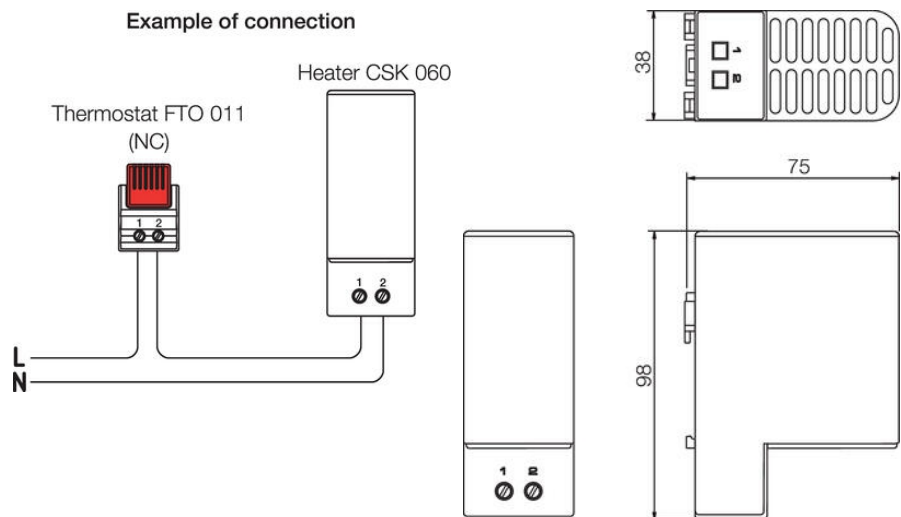 Example of connection
Heater CSK 060
Thermostat FTO 011
(NC)
1 2
1 2
L
N
1 2
38
1
2
75
98